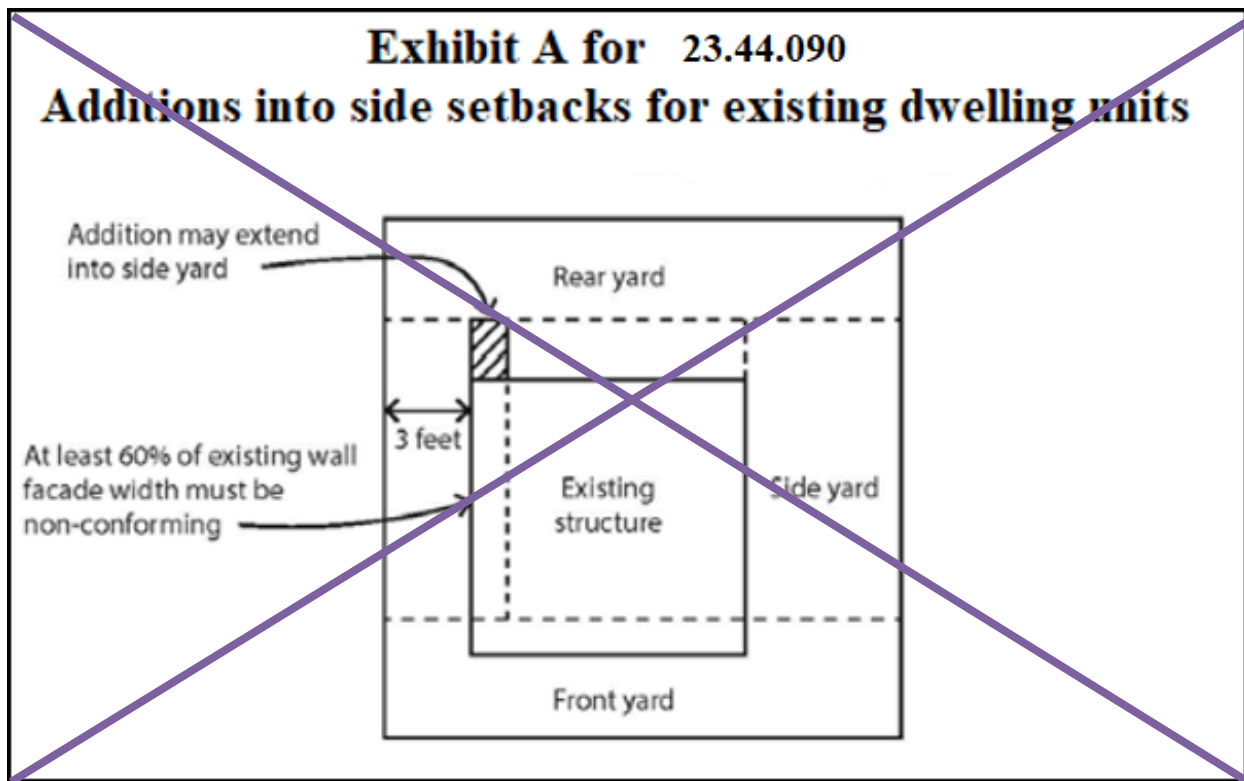 Exhibit A for 23.44.090
Additions into side setbacks for existing dwelling units
Addition may extend
into side yard
Rear yard
3 feet
At least 60% of existing wall
facade width must be
non-conforming
Existing
structure
Side yard
Front yard